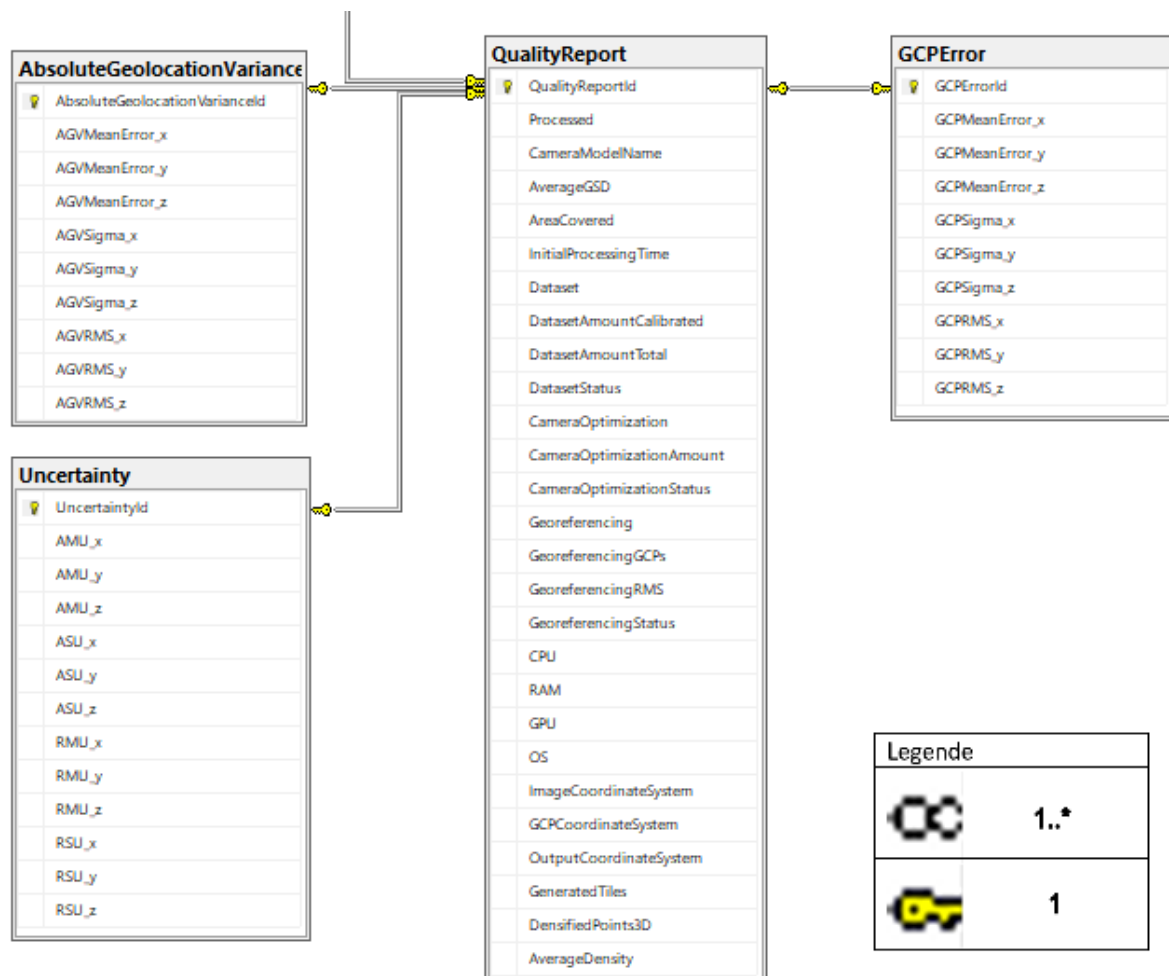 AbsoluteGeolocationVariance
AbsoluteGeolocationVarianceId
AGVMeanError_x
AGVMeanError_y
AGVMeanError_z
AGVSigma_x
AGVSigma_y
AGVSigma_z
AGVRMS_x
AGVRMS_y
AGVRMS_z
Uncertainty
UncertaintyId
AMU_x
AMU_y
AMU_z
ASU_x
ASU_y
ASU_z
RMU_x
RMU_y
RMU_z
RSU_x
RSU_y
RSU_z
QualityReport
QualityReportId
Processed
CameraModelName
AverageGSD
AreaCovered
InitialProcessingTime
Dataset
DatasetAmountCalibrated
DatasetAmountTotal
DatasetStatus
CameraOptimization
CameraOptimizationAmount
CameraOptimizationStatus
Georeferencing
GeoreferencingGCPs
GeoreferencingRMS
GeoreferencingStatus
CPU
RAM
GPU
OS
ImageCoordinateSystem
GCPCoordinateSystem
OutputCoordinateSystem
GeneratedTiles
DensifiedPoints3D
AverageDensity
GCPError
GCPErrorId
GCPMeanError_x
GCPMeanError_y
GCPMeanError_z
GCPSigma_x
GCPSigma_y
GCPSigma_z
GCPRMS_x
GCPRMS_y
GCPRMS_z
Legende
1..*
1